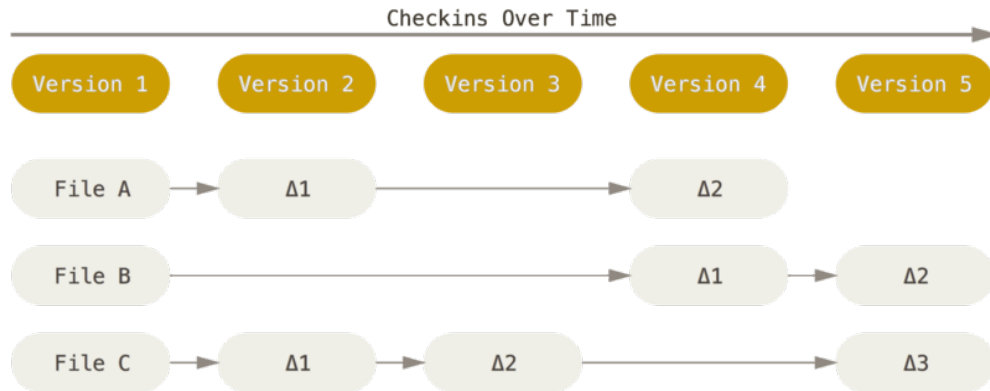 Checkins Over Time
Version 1 Version 2 Version 3 Version 4 Version 5
File A Δ1 Δ2
File B Δ1 Δ2
File C Δ1 Δ2 Δ3